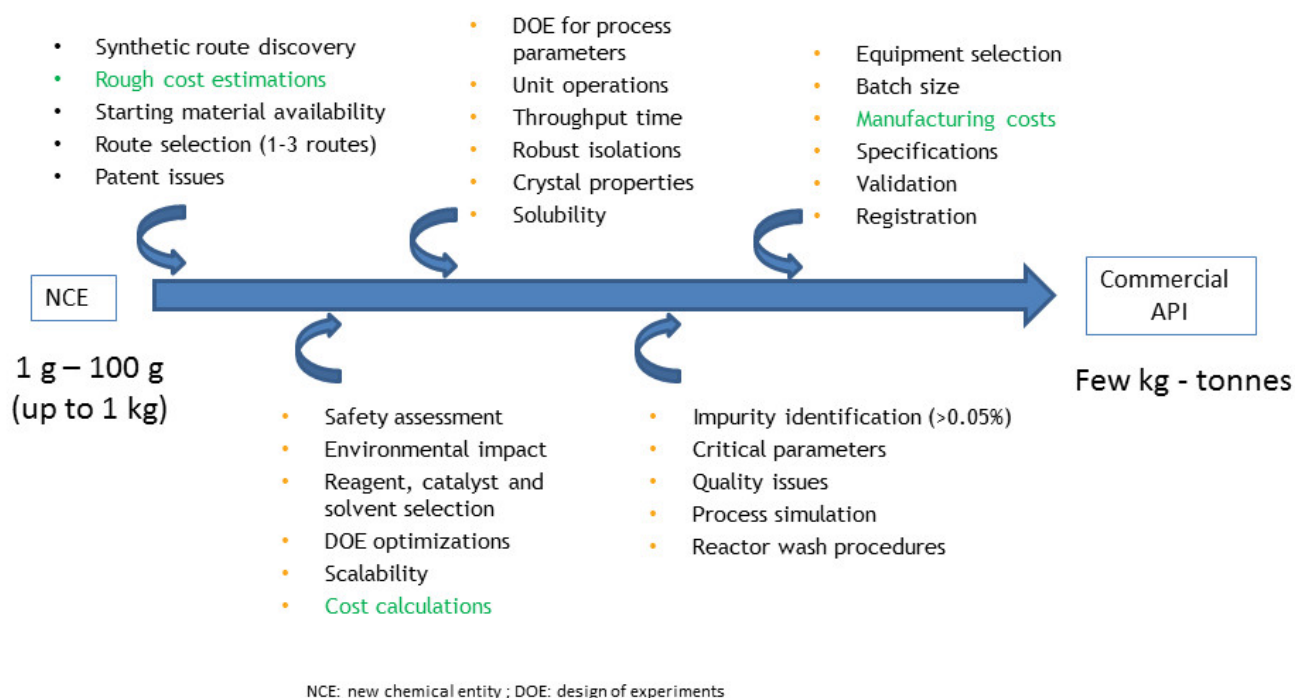 • Synthetic route discovery
• Rough cost estimations
• Starting material availability
• Route selection (1-3 routes)
• Patent issues
• DOE for process
parameters
• Unit operations
• Throughput time
• Robust isolations
• Crystal properties
• Solubility
• Equipment selection
• Batch size
• Manufacturing costs
• Specifications
• Validation
• Registration
NCE
1 g – 100 g
(up to 1 kg)
Commercial
API
Few kg - tonnes
• Safety assessment
• Environmental impact
• Reagent, catalyst and
solvent selection
• DOE optimizations
• Scalability
• Cost calculations
• Impurity identification (>0.05%)
• Critical parameters
• Quality issues
• Process simulation
• Reactor wash procedures
NCE: new chemical entity ; DOE: design of experiments